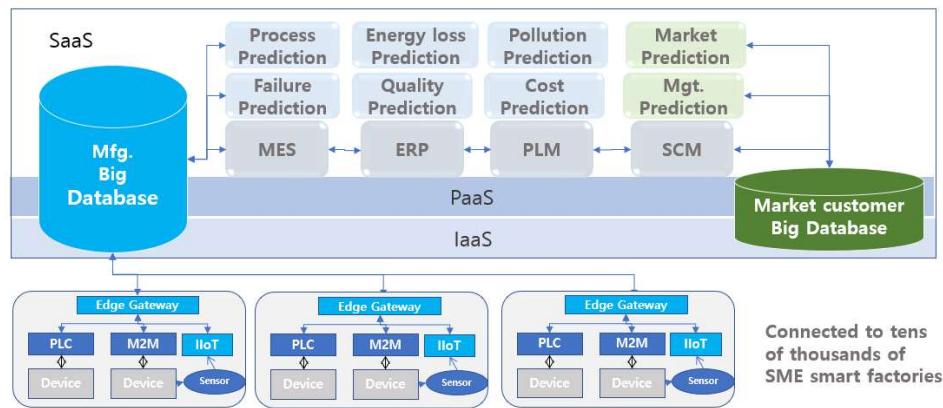 SaaS
Process
Prediction
Energy loss
Prediction
Pollution
Prediction
Market
Prediction
Failure
Prediction
Quality
Prediction
Cost
Prediction
Mgt.
Prediction
Mfg.
Big
Database
MES
ERP
PLM
SCM
PaaS
IaaS
Market customer
Big Database
Edge Gateway
PLC
M2M
IIoT
Device
Device
Sensor
Edge Gateway
PLC
M2M
IIoT
Device
Device
Sensor
Edge Gateway
PLC
M2M
IIoT
Device
Device
Sensor
Connected to tens
of thousands of
SME smart factories